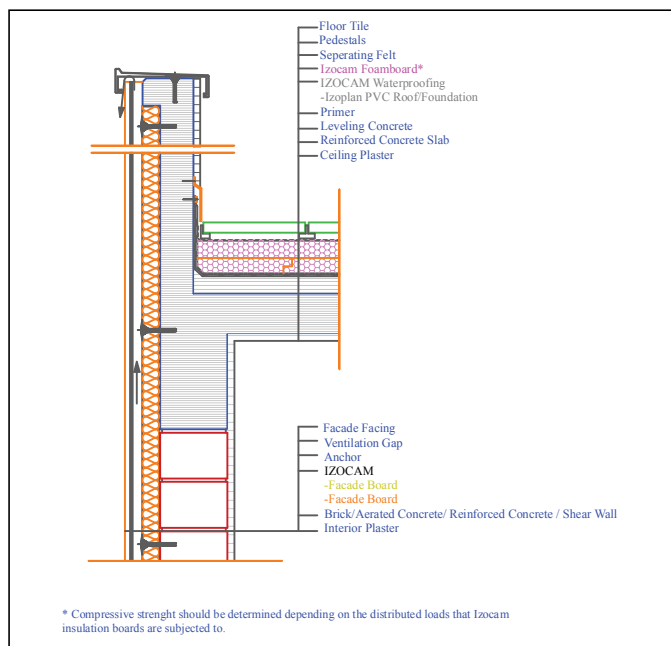 Floor Tile
Pedestals
Seperating Felt
Izocam Foamboard*
IZOCAM Waterproofing
-Izoplan PVC Roof/Foundation
Primer
Leveling Concrete
Reinforced Concrete Slab
Ceiling Plaster
Facade Facing
Ventilation Gap
Anchor
IZOCAM
-Facade Board
-Facade Board
Brick/Aerated Concrete/ Reinforced Concrete / Shear Wall
Interior Plaster
* Compressive strenght should be determined depending on the distributed loads that Izocam
insulation boards are subjected to.